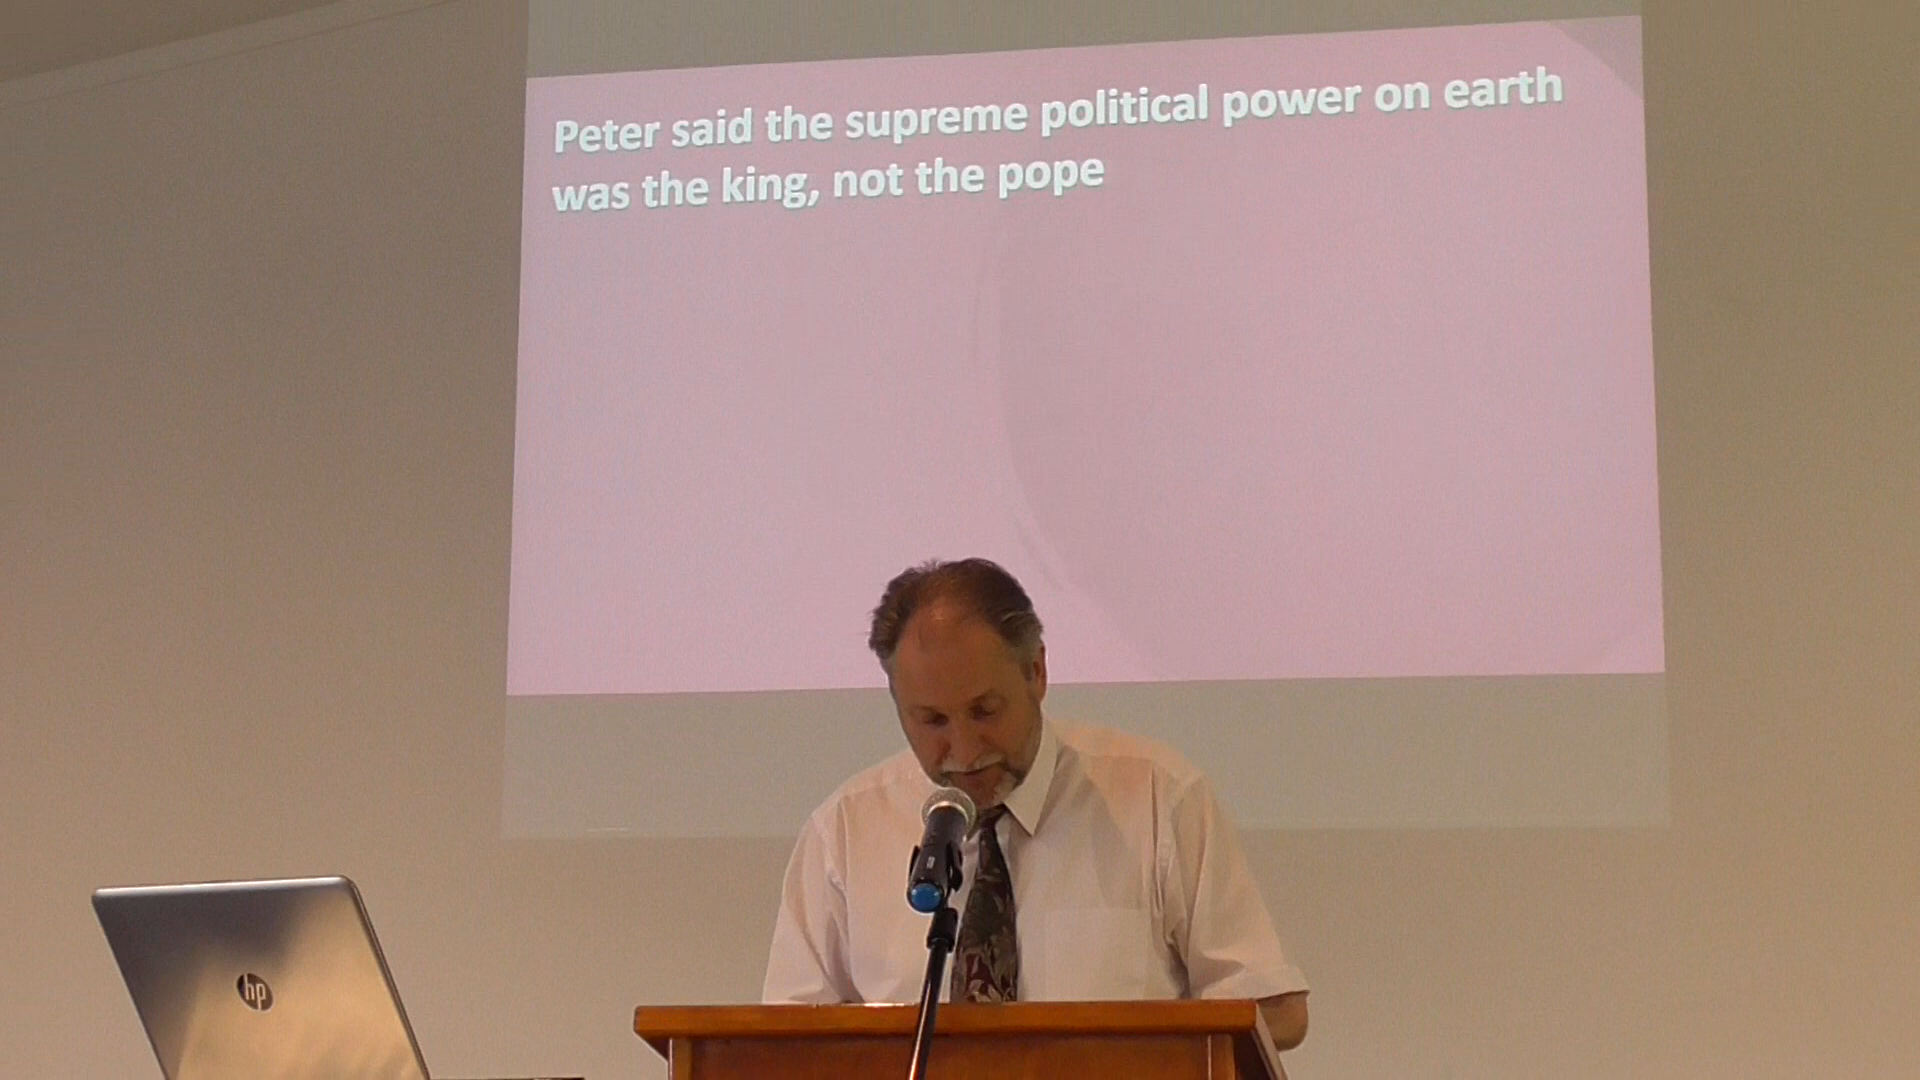 Peter said the supreme political power on earth
was the king, not the pope
hp